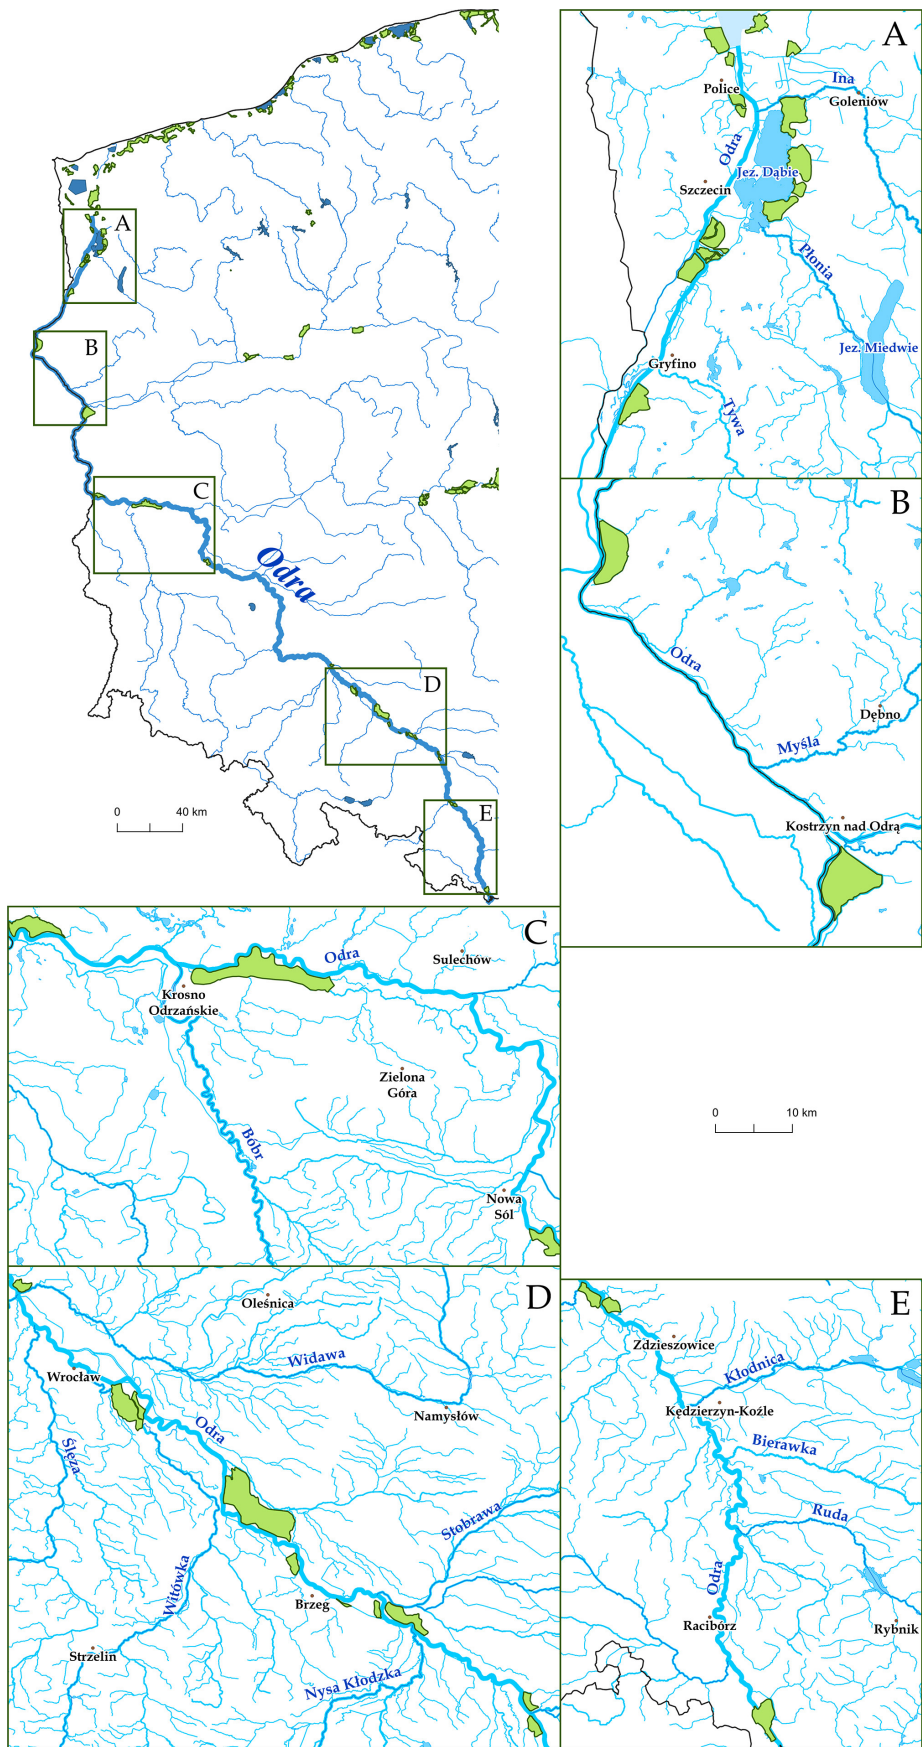 A
B
C
Odra
D
E
0 40 km
A
Police
Ina
Goleniów
Odra
Jez. Dąbie
Szczecin
Płonia
Jez. Miedwie
Gryfino
Tywa
B
Odra
Dębno
Myśla
Kostrzyn nad Odrą
C
Odra
Sulechów
Krosno
Odrzańskie
Zielona
Góra
Bóbr
Nowa
Sól
0 10 km
D
Oleśnica
Widawa
Wrocław
Namysłów
Odra
Ślęza
Stobrawa
Witówka
Brzeg
Strzelin
Nysa Kłodzka
E
Zdzieszowice
Kłodnica
Kędzierzyn-Koźle
Bierawka
Ruda
Odra
Racibórz
Rybnik